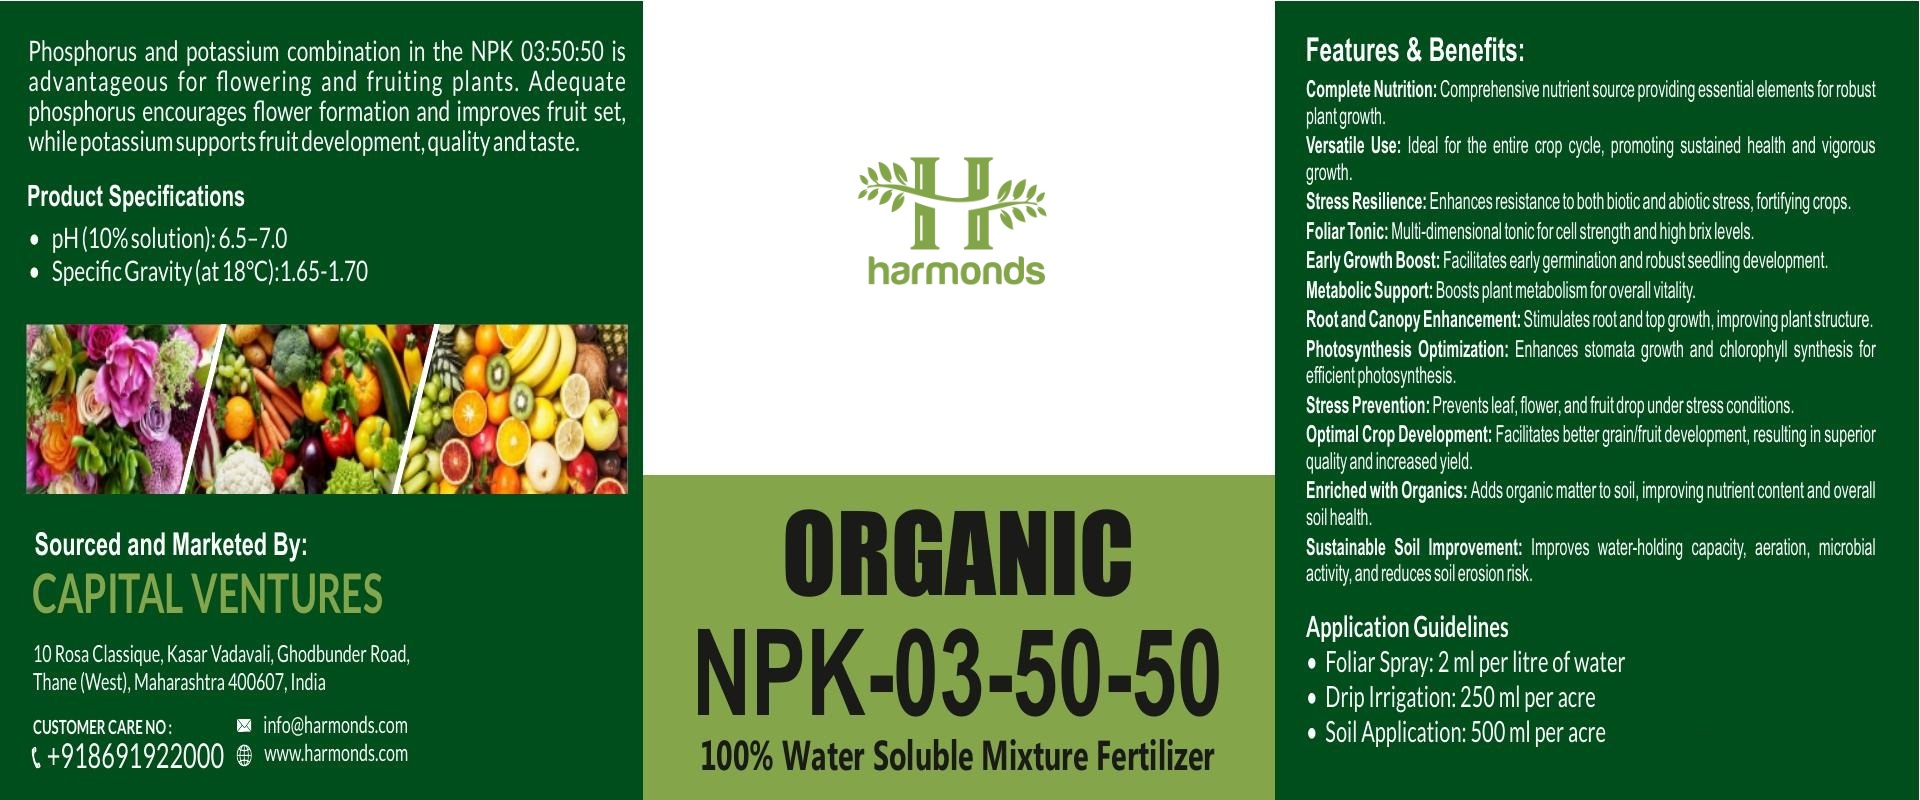 Phosphorus and potassium combination in the NPK 03:50:50 is
advantageous for flowering and fruiting plants. Adequate
phosphorus encourages flower formation and improves fruit set,
while potassium supports fruit development, quality and taste.
Product Specifications
• pH (10% solution): 6.5–7.0
• Specific Gravity (at 18°C):1.65-1.70
Sourced and Marketed By:
CAPITAL VENTURES
10 Rosa Classique, Kasar Vadavali, Ghodbunder Road,
Thane (West), Maharashtra 400607, India
CUSTOMER CARE NO :
+918691922000
info@harmonds.com
www.harmonds.com
H
harmonds
ORGANIC
NPK-03-50-50
100% Water Soluble Mixture Fertilizer
Features & Benefits:
Complete Nutrition: Comprehensive nutrient source providing essential elements for robust
plant growth.
Versatile Use: Ideal for the entire crop cycle, promoting sustained health and vigorous
growth.
Stress Resilience: Enhances resistance to both biotic and abiotic stress, fortifying crops.
Foliar Tonic: Multi-dimensional tonic for cell strength and high brix levels.
Early Growth Boost: Facilitates early germination and robust seedling development.
Metabolic Support: Boosts plant metabolism for overall vitality.
Root and Canopy Enhancement: Stimulates root and top growth, improving plant structure.
Photosynthesis Optimization: Enhances stomata growth and chlorophyll synthesis for
efficient photosynthesis.
Stress Prevention: Prevents leaf, flower, and fruit drop under stress conditions.
Optimal Crop Development: Facilitates better grain/fruit development, resulting in superior
quality and increased yield.
Enriched with Organics: Adds organic matter to soil, improving nutrient content and overall
soil health.
Sustainable Soil Improvement: Improves water-holding capacity, aeration, microbial
activity, and reduces soil erosion risk.
Application Guidelines
• Foliar Spray: 2 ml per litre of water
• Drip Irrigation: 250 ml per acre
• Soil Application: 500 ml per acre